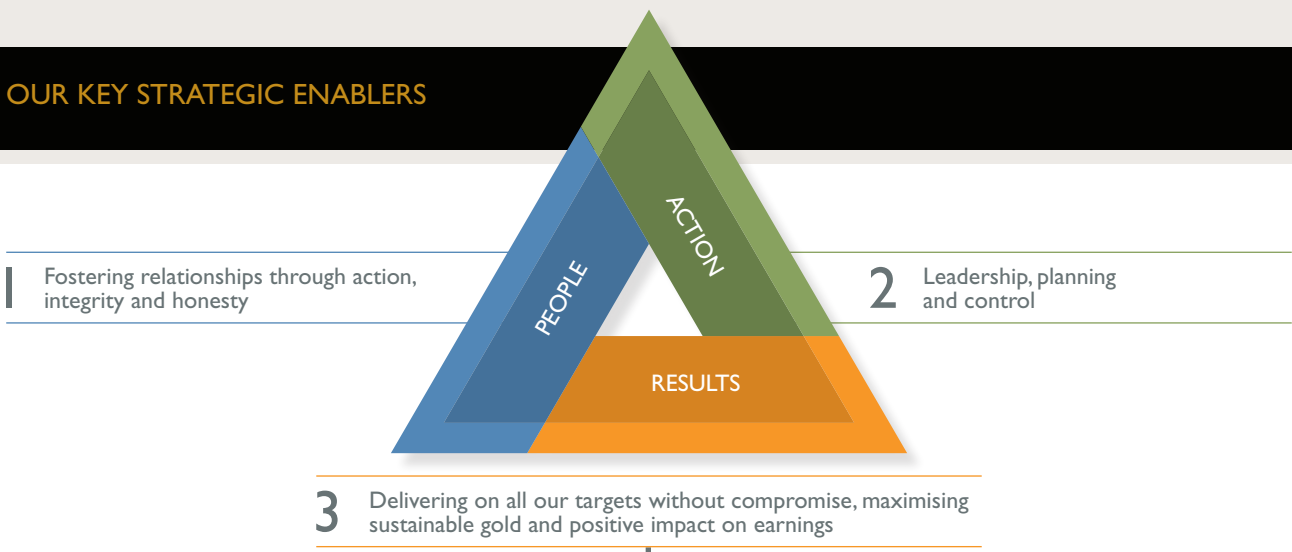 OUR KEY STRATEGIC ENABLERS
ACTION
PEOPLE
1 Fostering relationships through action,
integrity and honesty
2 Leadership, planning
and control
RESULTS
3 Delivering on all our targets without compromise, maximising
sustainable gold and positive impact on earnings